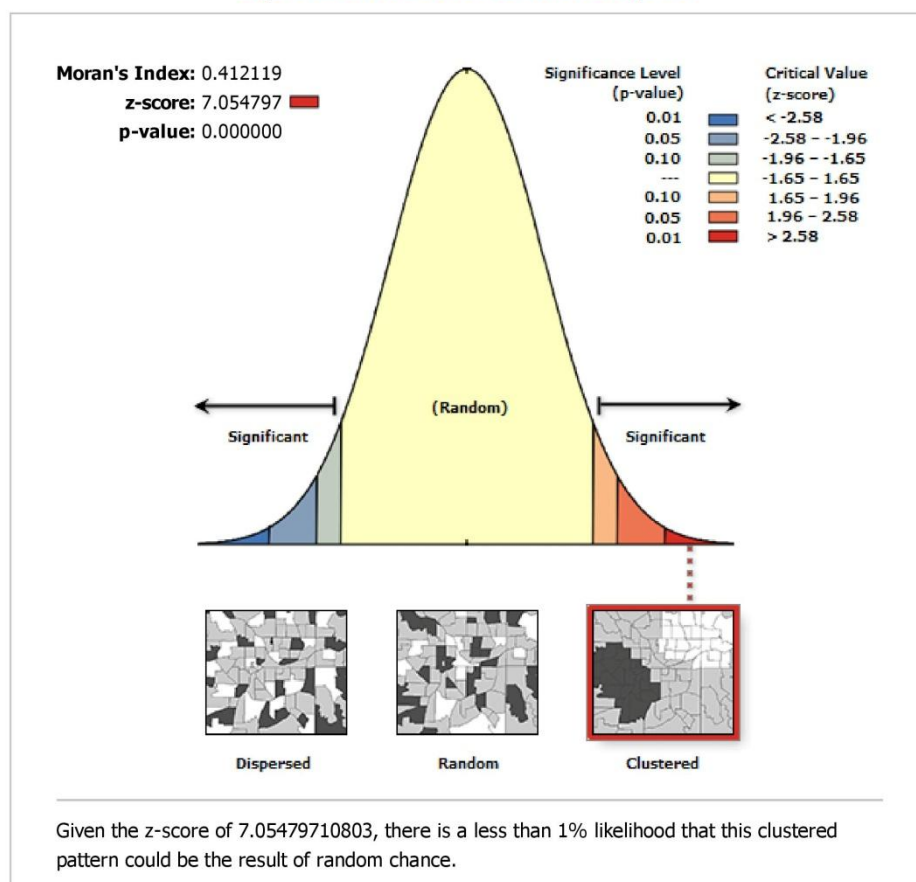 Moran's Index: 0.412119
z-score: 7.054797
p-value: 0.000000
Significance Level
(p-value)
Critical Value
(z-score)
0.01 < -2.58
0.05 -2.58 – -1.96
0.10 -1.96 – -1.65
--- -1.65 – 1.65
0.10 1.65 – 1.96
0.05 1.96 – 2.58
0.01 > 2.58
(Random)
Significant
Significant
Dispersed
Random
Clustered
Given the z-score of 7.05479710803, there is a less than 1% likelihood that this clustered
pattern could be the result of random chance.